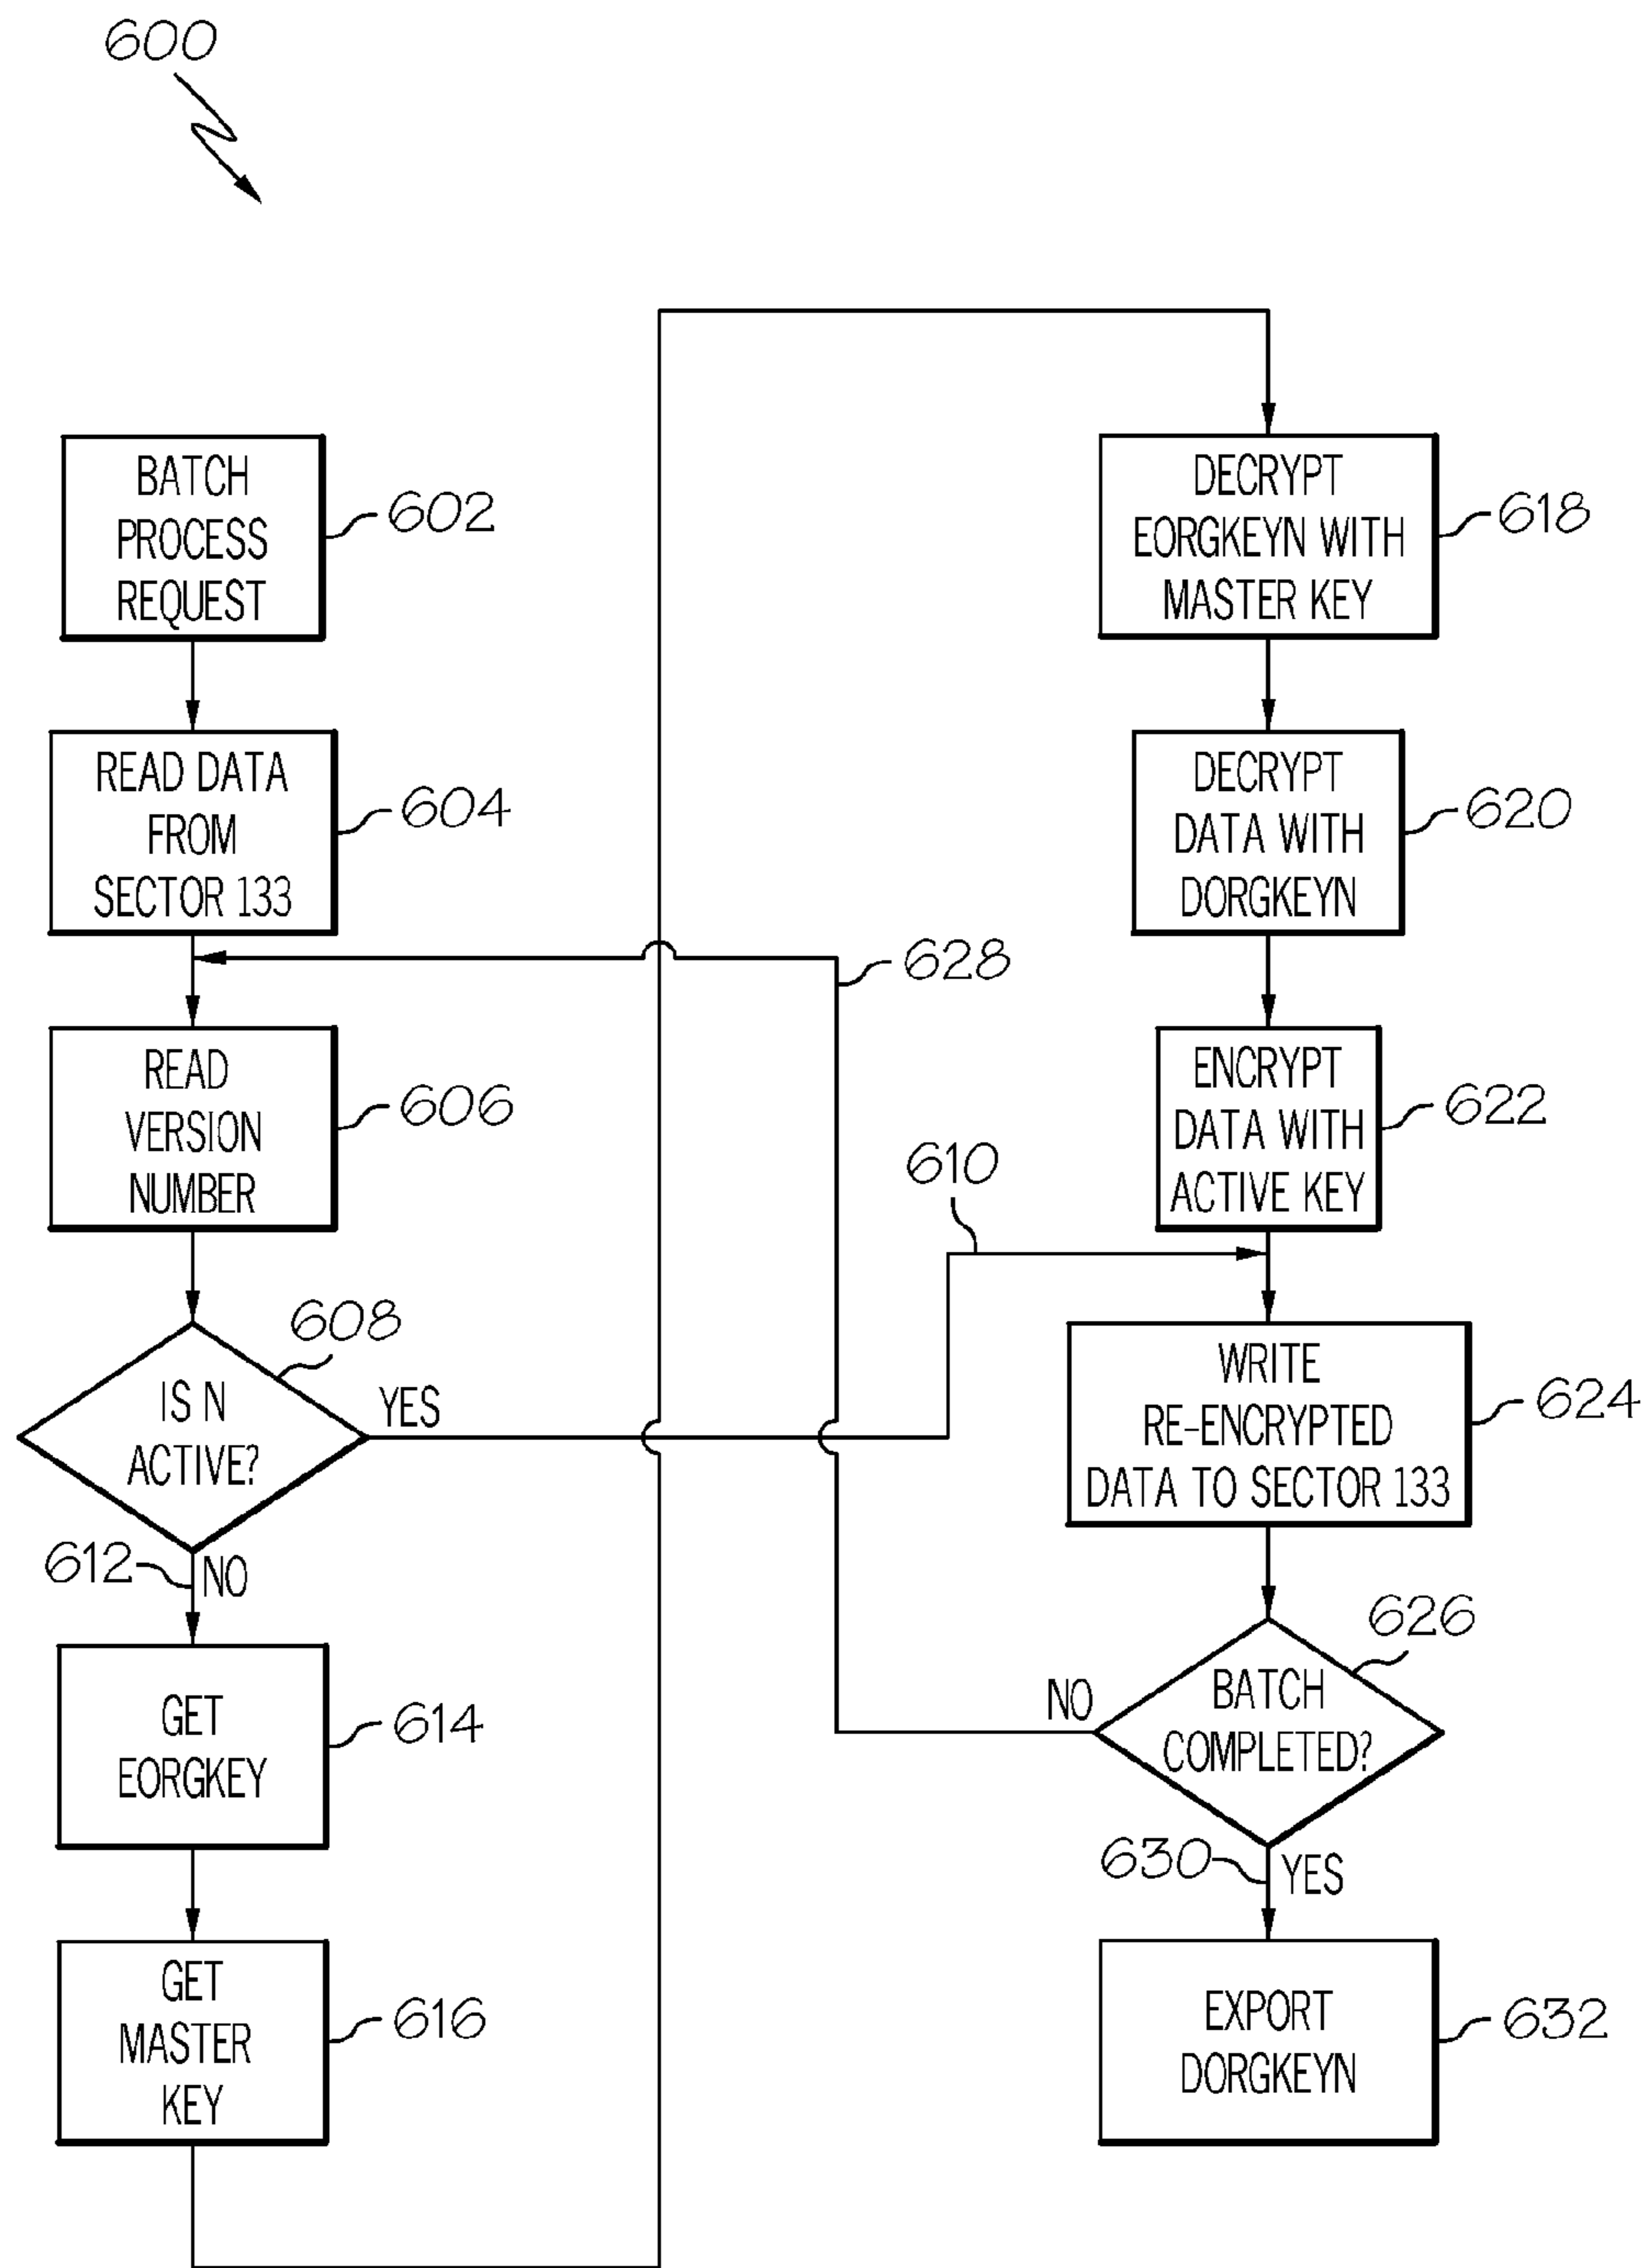 600
BATCH
PROCESS
REQUEST
602
READ DATA
FROM
SECTOR 133
604
READ
VERSION
NUMBER
606
IS N
ACTIVE?
608
YES
610
612
NO
GET
EORGKEY
614
GET
MASTER
KEY
616
DECRYPT
EORGKEYN WITH
MASTER KEY
618
DECRYPT
DATA WITH
DORGKEYN
620
628
ENCRYPT
DATA WITH
ACTIVE KEY
622
WRITE
RE-ENCRYPTED
DATA TO SECTOR 133
624
BATCH
COMPLETED?
626
NO
630
YES
EXPORT
DORGKEYN
632